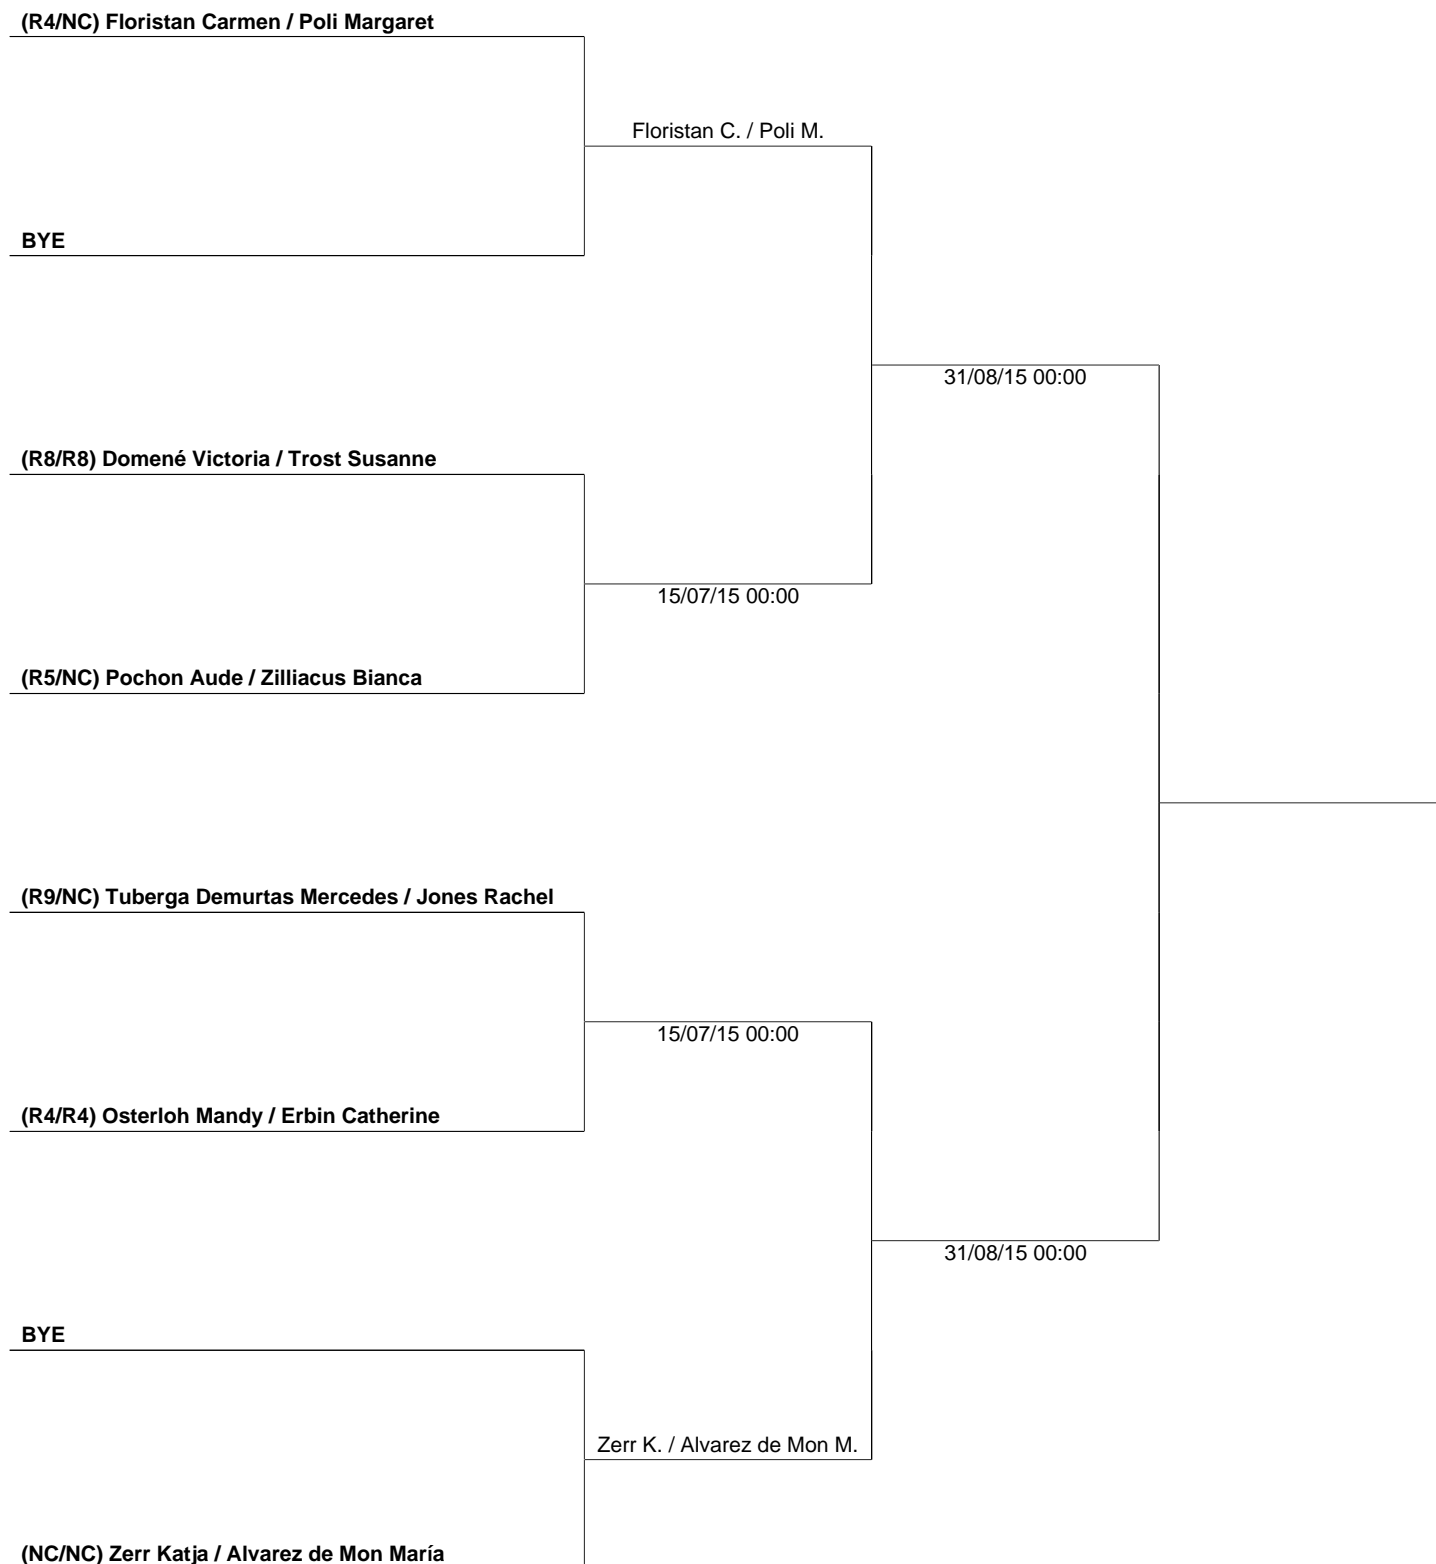 (R4/NC) Floristan Carmen / Poli Margaret
Floristan C. / Poli M.
BYE
31/08/15 00:00
(R8/R8) Domené Victoria / Trost Susanne
15/07/15 00:00
(R5/NC) Pochon Aude / Zilliacus Bianca
(R9/NC) Tuberga Demurtas Mercedes / Jones Rachel
15/07/15 00:00
(R4/R4) Osterloh Mandy / Erbin Catherine
31/08/15 00:00
BYE
Zerr K. / Alvarez de Mon M.
(NC/NC) Zerr Katja / Alvarez de Mon María